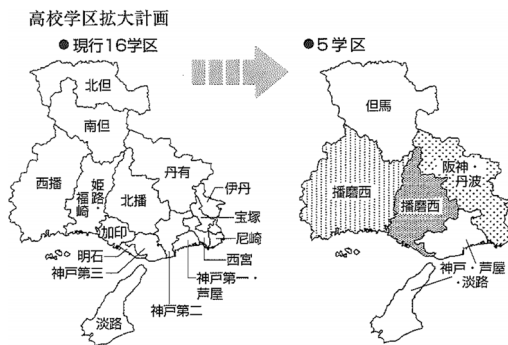 高校学区拡大計画
●現行16学区
●5学区
北但
南但
西播
姫路・
福崎
北播
丹有
加印
明石
神戸第三
伊丹
宝塚
尼崎
西宮
神戸第一・
芦屋
神戸第二
淡路
但馬
播磨西
播磨西
阪神・
丹波
神戸・芦屋
・淡路